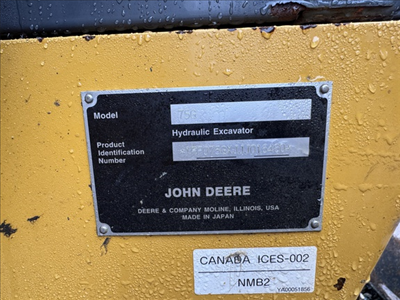 Model
Hydraulic Excavator
Product
Identification
Number
JOHN DEERE
DEERE & COMPANY MOLINE, ILLINOIS, USA
MADE IN JAPAN
CANADA ICES-002
NMB2
YA00051856